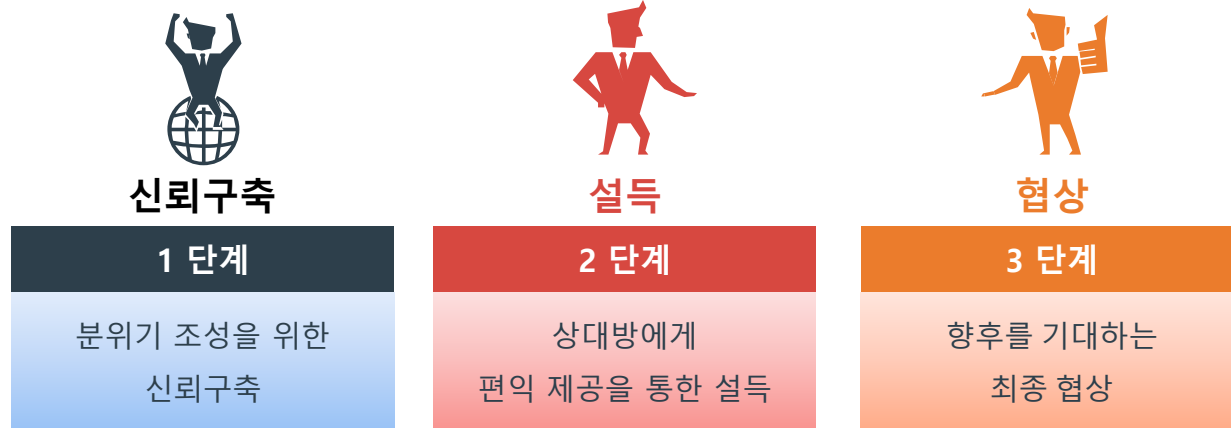 신뢰구축
1 단계
분위기 조성을 위한
신뢰구축
설득
2 단계
상대방에게
편익 제공을 통한 설득
협상
3 단계
향후를 기대하는
최종 협상